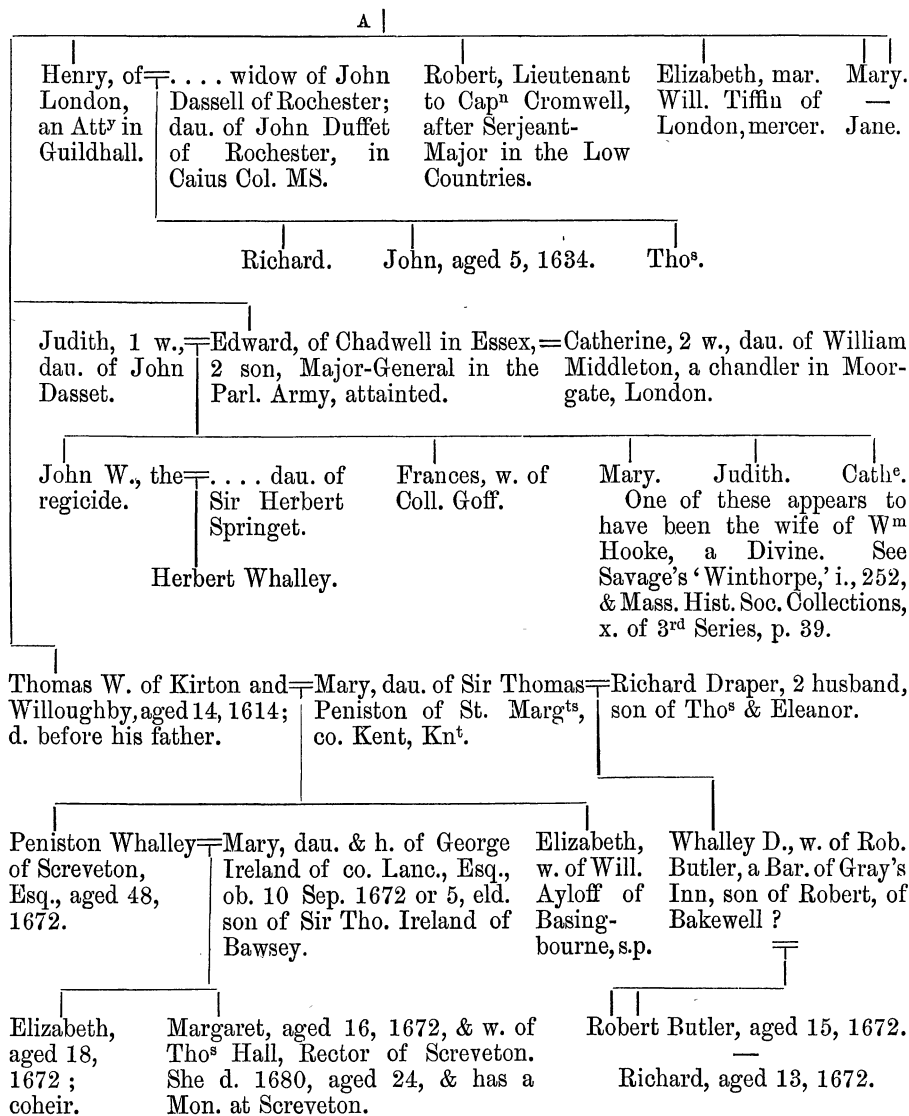 A
Henry, of
London,
an Attʸ in
Guildhall.
. . . . widow of John
Dassell of Rochester;
dau. of John Duffet
of Rochester, in
Caius Col. MS.
Robert, Lieutenant
to Capⁿ Cromwell,
after Serjeant-
Major in the Low
Countries.
Elizabeth, mar.
Will. Tiffin of
London, mercer.
Mary.
—
Jane.
Richard.
John, aged 5, 1634.
Thoˢ.
Judith, 1 w.,
dau. of John
Dasset.
Edward, of Chadwell in Essex,
2 son, Major-General in the
Parl. Army, attainted.
=Catherine, 2 w., dau. of William
Middleton, a chandler in Moor-
gate, London.
John W., the
regicide.
. . . . dau. of
Sir Herbert
Springet.
Herbert Whalley.
Frances, w. of
Coll. Goff.
Mary. Judith. Cathᵉ.
One of these appears to
have been the wife of Wᵐ
Hooke, a Divine. See
Savage's ‘Winthorpe,’ i., 252,
& Mass. Hist. Soc. Collections,
x. of 3ʳᵈ Series, p. 39.
Thomas W. of Kirton and
Willoughby, aged 14, 1614;
d. before his father.
Mary, dau. of Sir Thomas
Peniston of St. Margᵗˢ,
co. Kent, Knᵗ.
Richard Draper, 2 husband,
son of Thoˢ & Eleanor.
Peniston Whalley
of Screveton,
Esq., aged 48,
1672.
Mary, dau. & h. of George
Ireland of co. Lanc., Esq.,
ob. 10 Sep. 1672 or 5, eld.
son of Sir Tho. Ireland of
Bawsey.
Elizabeth,
w. of Will.
Ayloff of
Basing-
bourne, s.p.
Whalley D., w. of Rob.
Butler, a Bar. of Gray's
Inn, son of Robert, of
Bakewell ?
Elizabeth,
aged 18,
1672 ;
coheir.
Margaret, aged 16, 1672, & w. of
Thoˢ Hall, Rector of Screveton.
She d. 1680, aged 24, & has a
Mon. at Screveton.
Robert Butler, aged 15, 1672.
—
Richard, aged 13, 1672.